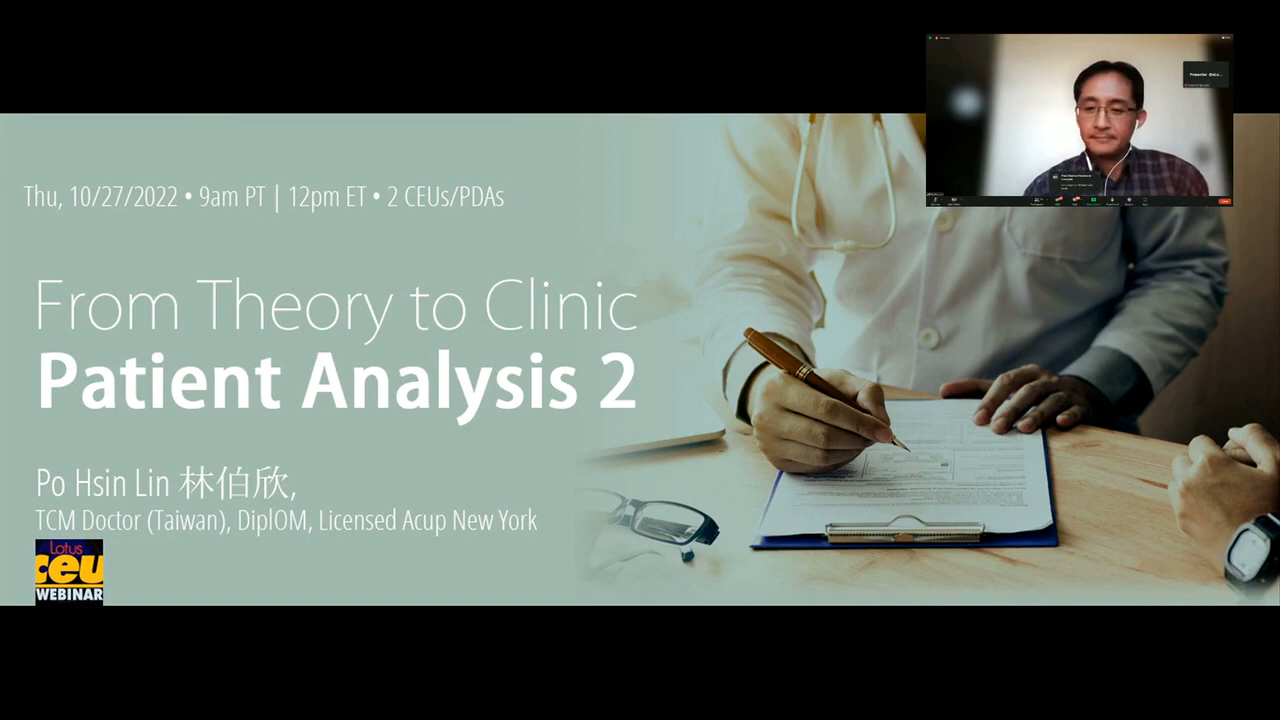 Thu, 10/27/2022 • 9am PT | 12pm ET • 2 CEUs/PDAs
From Theory to Clinic
Patient Analysis 2
Po Hsin Lin 林伯欣,
TCM Doctor (Taiwan), DiplOM, Licensed Acup New York
Lotus
ceu
WEBINAR